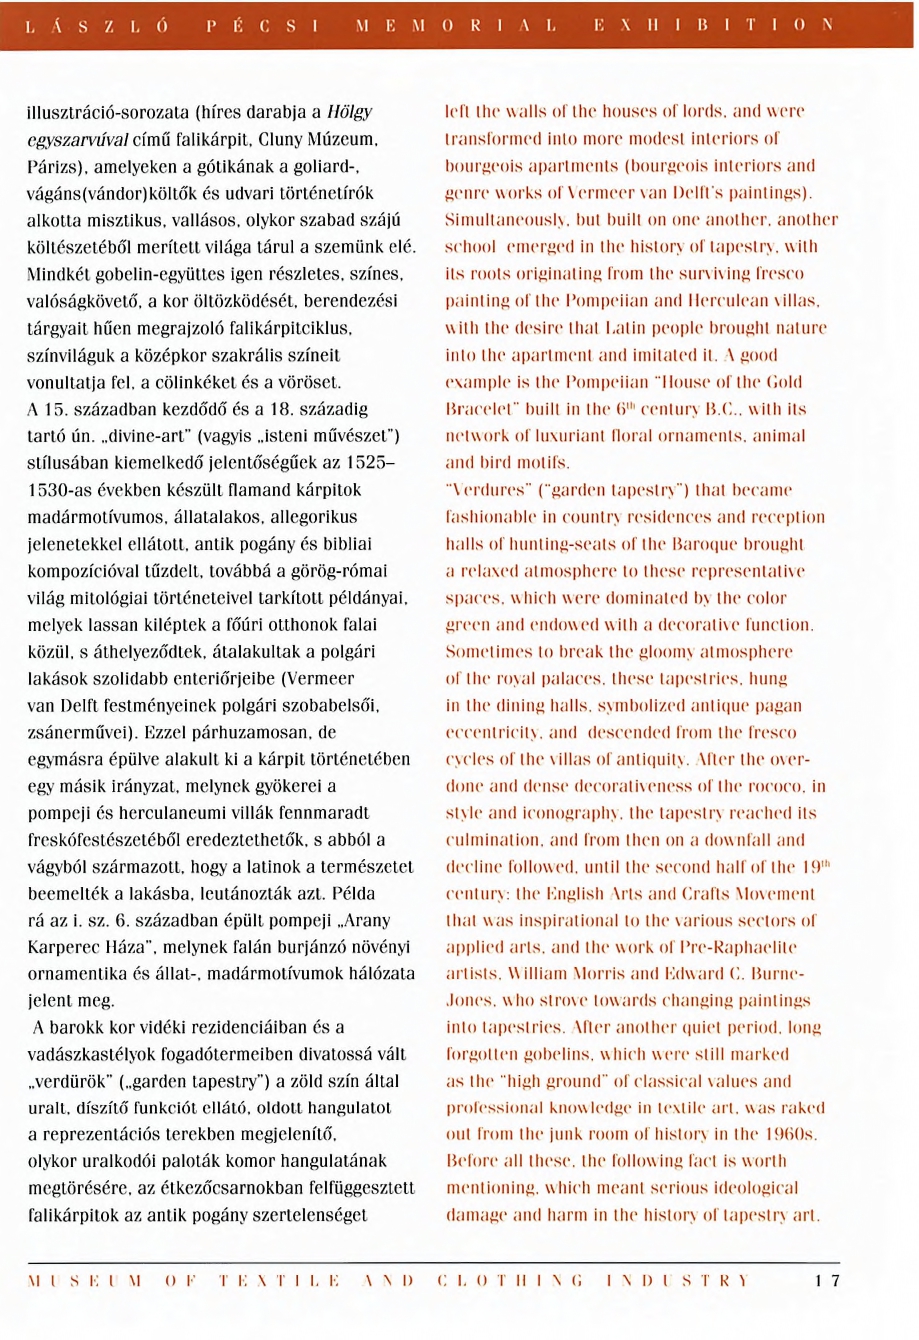 LÁSZLÓ PÉCSI MEMORIAL EXHIBITION
illusztráció-sorozata (híres darabja a Hölgy
egyszarvúval című falikárpit, Cluny Múzeum,
Párizs), amelyeken a gótikának a goliard-,
vágáns(vándor)költők és udvari történetírók
alkotta misztikus, vallásos, olykor szabad szájú
költészetéből merített világa tárul a szemünk elé.
Mindkét gobelin-együttes igen részletes, színes,
valóságkövető, a kor öltözködését, berendezési
tárgyait hűen megrajzoló falikárpitciklus,
színviláguk a középkor szakrális színeit
vonultatja fel, a cölinkéket és a vöröset.
A 15. században kezdődő és a 18. századig
tartó ún. „divine-art" (vagyis „isteni művészet")
stílusában kiemelkedő jelentőségűek az 1525–
1530-as években készült flamand kárpitok
madármotívumos, állatalakos, allegorikus
jelenetekkel ellátott, antik pogány és bibliai
kompozícióval tűzdelt, továbbá a görög-római
világ mitológiai történeteivel tarkított példányai,
melyek lassan kiléptek a főúri otthonok falai
közül, s áthelyeződtek, átalakultak a polgári
lakások szolidabb enteriőrjeibe (Vermeer
van Delft festményeinek polgári szobabelsői,
zsánerművei). Ezzel párhuzamosan, de
egymásra épülve alakult ki a kárpit történetében
egy másik irányzat, melynek gyökerei a
pompeji és herculaneumi villák fennmaradt
freskófestészetéből eredeztethetők, s abból a
vágyból származott, hogy a latinok a természetet
beemelték a lakásba, leutánozták azt. Példa
rá az i. sz. 6. században épült pompeji „Arany
Karperec Háza", melynek falán burjánzó növényi
ornamentika és állat-, madármotívumok hálózata
jelent meg.
A barokk kor vidéki rezidenciáiban és a
vadászkastélyok fogadótermeiben divatossá vált
„verdürök" („garden tapestry") a zöld szín által
uralt, díszítő funkciót ellátó, oldott hangulatot
a reprezentációs terekben megjelenítő,
olykor uralkodói paloták komor hangulatának
megtörésére, az étkezőcsarnokban felfüggesztett
falikárpitok az antik pogány szertelenséget
left the walls of the houses of lords, and were
transformed into more modest interiors of
bourgeois apartments (bourgeois interiors and
genre works of Vermeer van Delft's paintings).
Simultaneously, but built on one another, another
school emerged in the history of tapestry, with
its roots originating from the surviving fresco
painting of the Pompeiian and Herculean villas,
with the desire that Latin people brought nature
into the apartment and imitated it. A good
example is the Pompeiian "House of the Gold
Bracelet" built in the 6th century B.C., with its
network of luxuriant floral ornaments, animal
and bird motifs.
"Verdures" ("garden tapestry") that became
fashionable in country residences and reception
halls of hunting-seats of the Baroque brought
a relaxed atmosphere to these representative
spaces, which were dominated by the color
green and endowed with a decorative function.
Sometimes to break the gloomy atmosphere
of the royal palaces, these tapestries, hung
in the dining halls, symbolized antique pagan
eccentricity, and descended from the fresco
cycles of the villas of antiquity. After the over-
done and dense decorativeness of the rococo, in
style and iconography, the tapestry reached its
culmination, and from then on a downfall and
decline followed, until the second half of the 19th
century: the English Arts and Crafts Movement
that was inspirational to the various sectors of
applied arts, and the work of Pre-Raphaelite
artists, William Morris and Edward C. Burne-
Jones, who strove towards changing paintings
into tapestries. After another quiet period, long
forgotten gobelins, which were still marked
as the "high ground" of classical values and
professional knowledge in textile art, was raked
out from the junk room of history in the 1960s.
Before all these, the following fact is worth
mentioning, which meant serious ideological
damage and harm in the history of tapestry art.
MUSEUM OF TEXTILE AND CLOTHING INDUSTRY 17